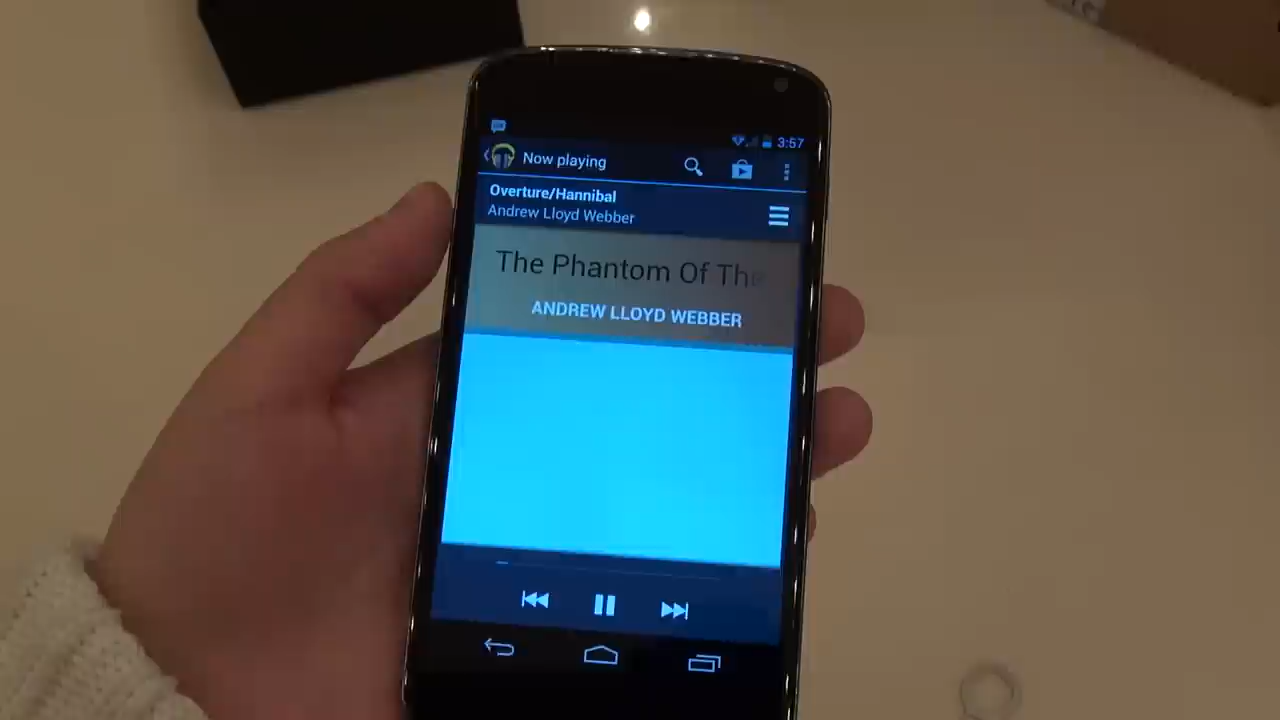 3:57
Now playing
Overture/Hannibal
Andrew Lloyd Webber
The Phantom Of The
ANDREW LLOYD WEBBER